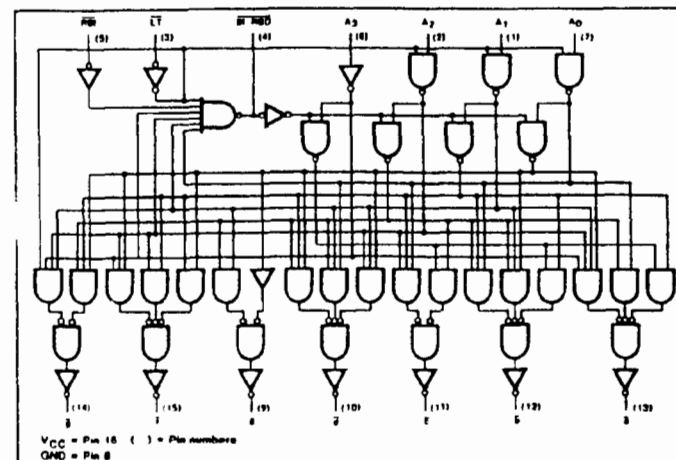 RBI LT BI/RBO A3 A2 A1 A0
(5) (3) (4) (6) (2) (1) (7)
(14) (15) (9) (10) (11) (12) (13)
VCC = Pin 16 ( ) = Pin numbers
GND = Pin 8